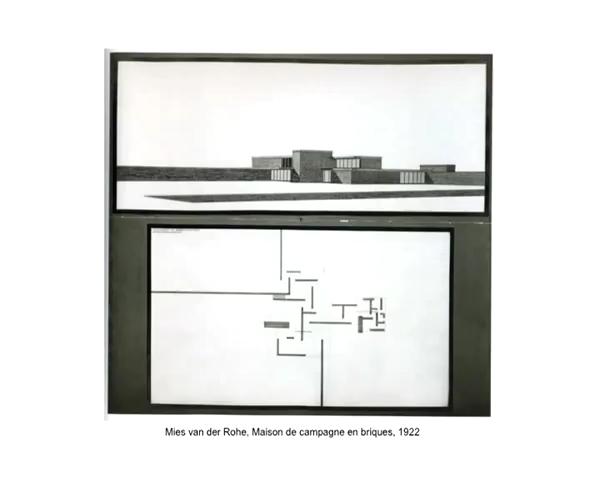 Mies van der Rohe, Maison de campagne en briques, 1922